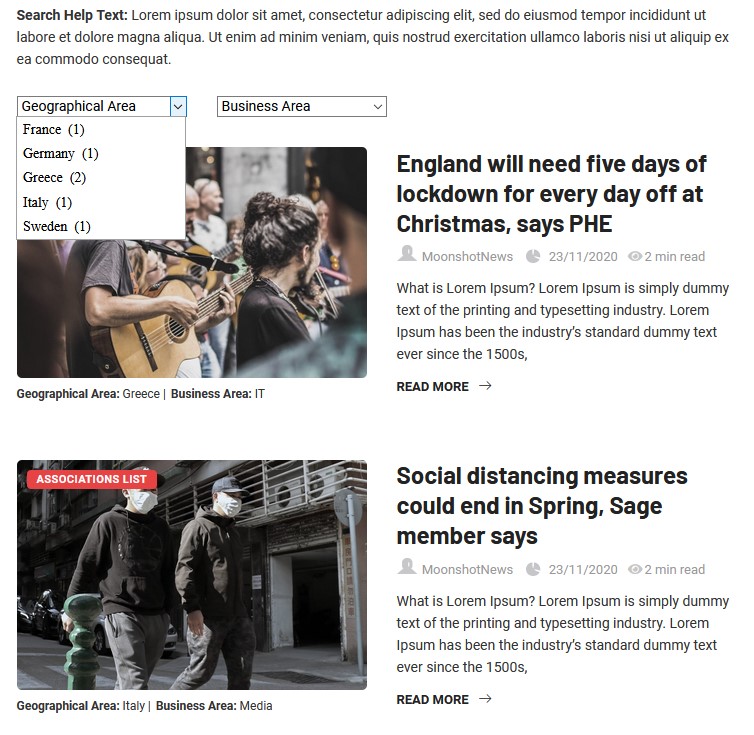 Search Help Text: Lorem ipsum dolor sit amet, consectetur adipiscing elit, sed do eiusmod tempor incididunt ut
labore et dolore magna aliqua. Ut enim ad minim veniam, quis nostrud exercitation ullamco laboris nisi ut aliquip ex
ea commodo consequat.
Geographical Area
Business Area
France (1)
Germany (1)
Greece (2)
Italy (1)
Sweden (1)
England will need five days of
lockdown for every day off at
Christmas, says PHE
MoonshotNews 23/11/2020 2 min read
What is Lorem Ipsum? Lorem Ipsum is simply dummy
text of the printing and typesetting industry. Lorem
Ipsum has been the industry’s standard dummy text
ever since the 1500s,
READ MORE
Geographical Area: Greece | Business Area: IT
ASSOCIATIONS LIST
Social distancing measures
could end in Spring, Sage
member says
MoonshotNews 23/11/2020 2 min read
What is Lorem Ipsum? Lorem Ipsum is simply dummy
text of the printing and typesetting industry. Lorem
Ipsum has been the industry’s standard dummy text
ever since the 1500s,
READ MORE
Geographical Area: Italy | Business Area: Media